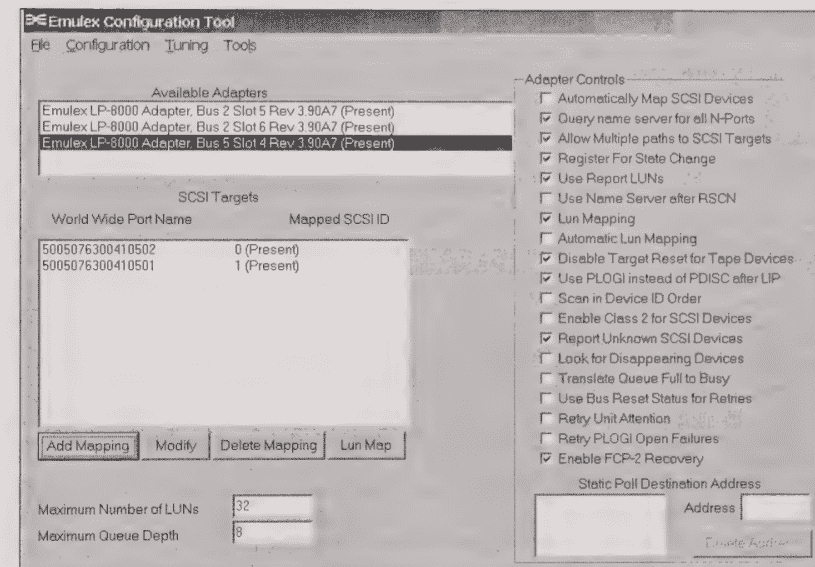 Emulex Configuration Tool
File Configuration Tuning Tools
Available Adapters
Emulex LP-8000 Adapter, Bus 2 Slot 5 Rev 3.90A7 (Present)
Emulex LP-8000 Adapter, Bus 2 Slot 6 Rev 3.90A7 (Present)
Emulex LP-8000 Adapter, Bus 5 Slot 4 Rev 3.90A7 (Present)
SCSI Targets
World Wide Port Name Mapped SCSI ID
5005076300410502 0 (Present)
5005076300410501 1 (Present)
Add Mapping Modify Delete Mapping Lun Map
Maximum Number of LUNs 32
Maximum Queue Depth 8
Adapter Controls
Automatically Map SCSI Devices
Query name server for all N-Ports
Allow Multiple paths to SCSI Targets
Register For State Change
Use Report LUNs
Use Name Server after RSCN
Lun Mapping
Automatic Lun Mapping
Disable Target Reset for Tape Devices
Use PLOGI instead of PDISC after LIP
Scan in Device ID Order
Enable Class 2 for SCSI Devices
Report Unknown SCSI Devices
Look for Disappearing Devices
Translate Queue Full to Busy
Use Bus Reset Status for Retries
Retry Unit Attention
Retry PLOGI Open Failures
Enable FCP-2 Recovery
Static Poll Destination Address
Address